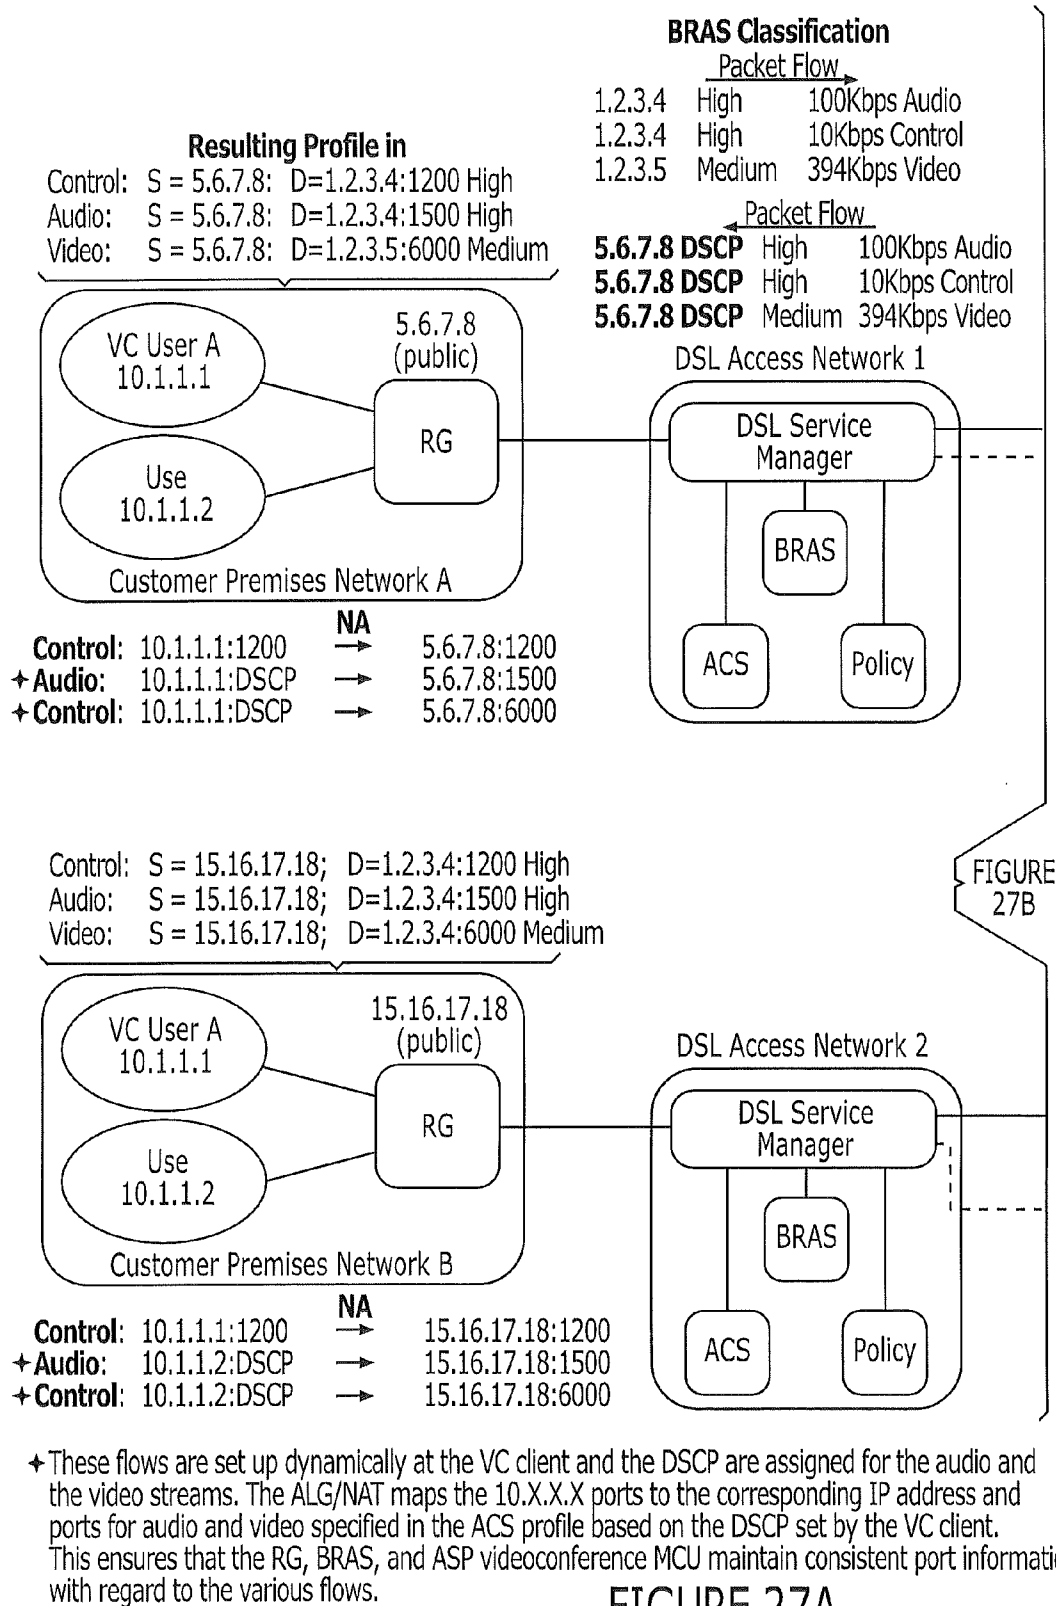 BRAS Classification
Packet Flow
1.2.3.4 High 100Kbps Audio
1.2.3.4 High 10Kbps Control
1.2.3.5 Medium 394Kbps Video
Packet Flow
5.6.7.8 DSCP High 100Kbps Audio
5.6.7.8 DSCP High 10Kbps Control
5.6.7.8 DSCP Medium 394Kbps Video
Resulting Profile in
Control: S = 5.6.7.8: D=1.2.3.4:1200 High
Audio: S = 5.6.7.8: D=1.2.3.4:1500 High
Video: S = 5.6.7.8: D=1.2.3.5:6000 Medium
VC User A
10.1.1.1
Use
10.1.1.2
5.6.7.8
(public)
RG
Customer Premises Network A
DSL Access Network 1
DSL Service
Manager
BRAS
ACS
Policy
NA
Control: 10.1.1.1:1200 → 5.6.7.8:1200
✦Audio: 10.1.1.1:DSCP → 5.6.7.8:1500
✦Control: 10.1.1.1:DSCP → 5.6.7.8:6000
FIGURE
27B
Control: S = 15.16.17.18; D=1.2.3.4:1200 High
Audio: S = 15.16.17.18; D=1.2.3.4:1500 High
Video: S = 15.16.17.18; D=1.2.3.4:6000 Medium
VC User A
10.1.1.1
Use
10.1.1.2
15.16.17.18
(public)
RG
Customer Premises Network B
DSL Access Network 2
DSL Service
Manager
BRAS
ACS
Policy
NA
Control: 10.1.1.1:1200 → 15.16.17.18:1200
✦Audio: 10.1.1.2:DSCP → 15.16.17.18:1500
✦Control: 10.1.1.2:DSCP → 15.16.17.18:6000
✦These flows are set up dynamically at the VC client and the DSCP are assigned for the audio and
the video streams. The ALG/NAT maps the 10.X.X.X ports to the corresponding IP address and
ports for audio and video specified in the ACS profile based on the DSCP set by the VC client.
This ensures that the RG, BRAS, and ASP videoconference MCU maintain consistent port informati
with regard to the various flows.
FIGURE 27A